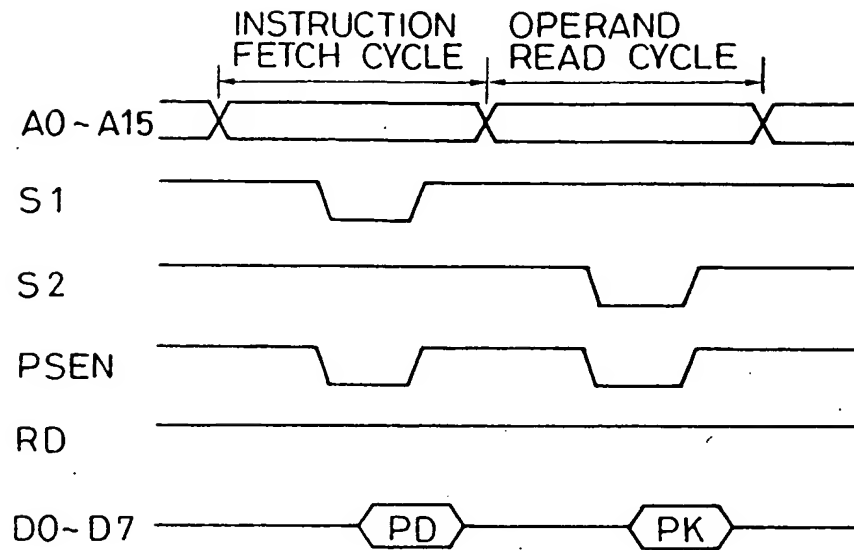 INSTRUCTION
FETCH CYCLE
OPERAND
READ CYCLE
A0~A15
S1
S2
PSEN
RD
D0~D7
PD
PK